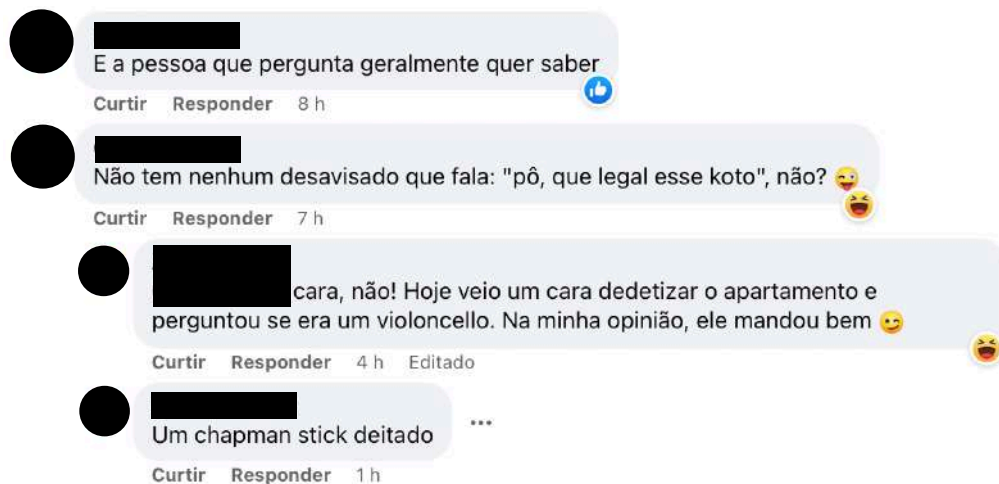 E a pessoa que pergunta geralmente quer saber
Curtir Responder 8 h
Não tem nenhum desavisado que fala: "pô, que legal esse koto", não? 😜
Curtir Responder 7 h
cara, não! Hoje veio um cara dedetizar o apartamento e
perguntou se era um violoncello. Na minha opinião, ele mandou bem 😉
Curtir Responder 4 h Editado
Um chapman stick deitado
Curtir Responder 1 h